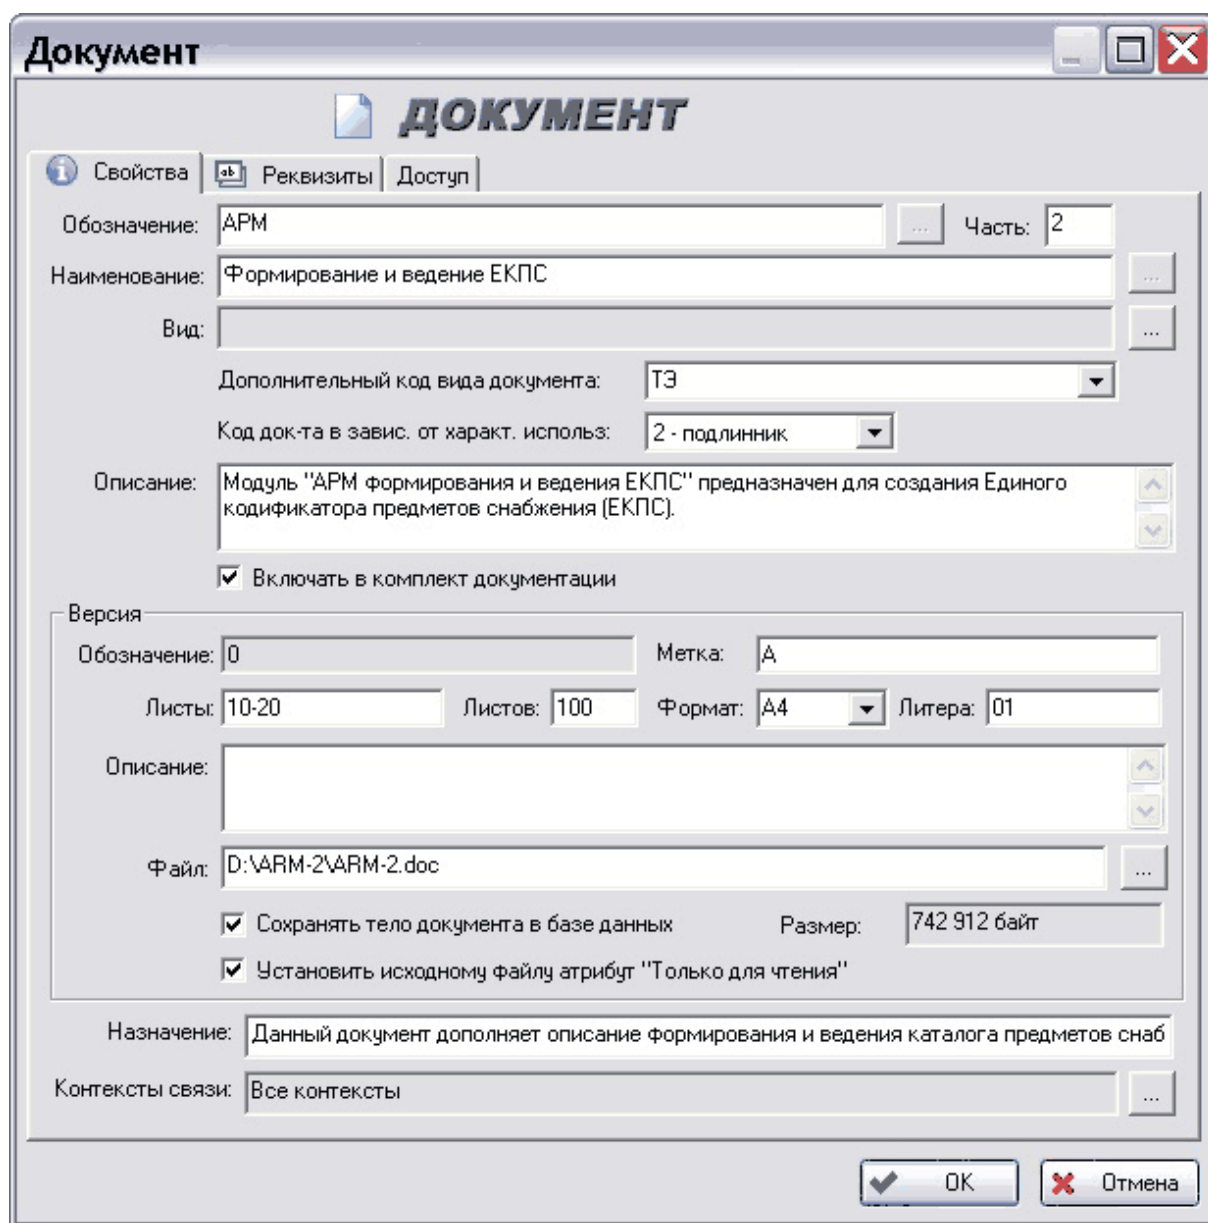 Документ
ДОКУМЕНТ
Свойства Реквизиты Доступ
Обозначение: АРМ ... Часть: 2
Наименование: Формирование и ведение ЕКПС ...
Вид: ...
Дополнительный код вида документа: ТЭ
Код док-та в завис. от характ. использ: 2 - подлинник
Описание: Модуль "АРМ формирования и ведения ЕКПС" предназначен для создания Единого
кодификатора предметов снабжения (ЕКПС).
Включать в комплект документации
Версия
Обозначение: 0 Метка: А
Листы: 10-20 Листов: 100 Формат: А4 Литера: 01
Описание:
Файл: D:\ARM-2\ARM-2.doc ...
Сохранять тело документа в базе данных Размер: 742 912 байт
Установить исходному файлу атрибут "Только для чтения"
Назначение: Данный документ дополняет описание формирования и ведения каталога предметов снаб
Контексты связи: Все контексты ...
OK Отмена